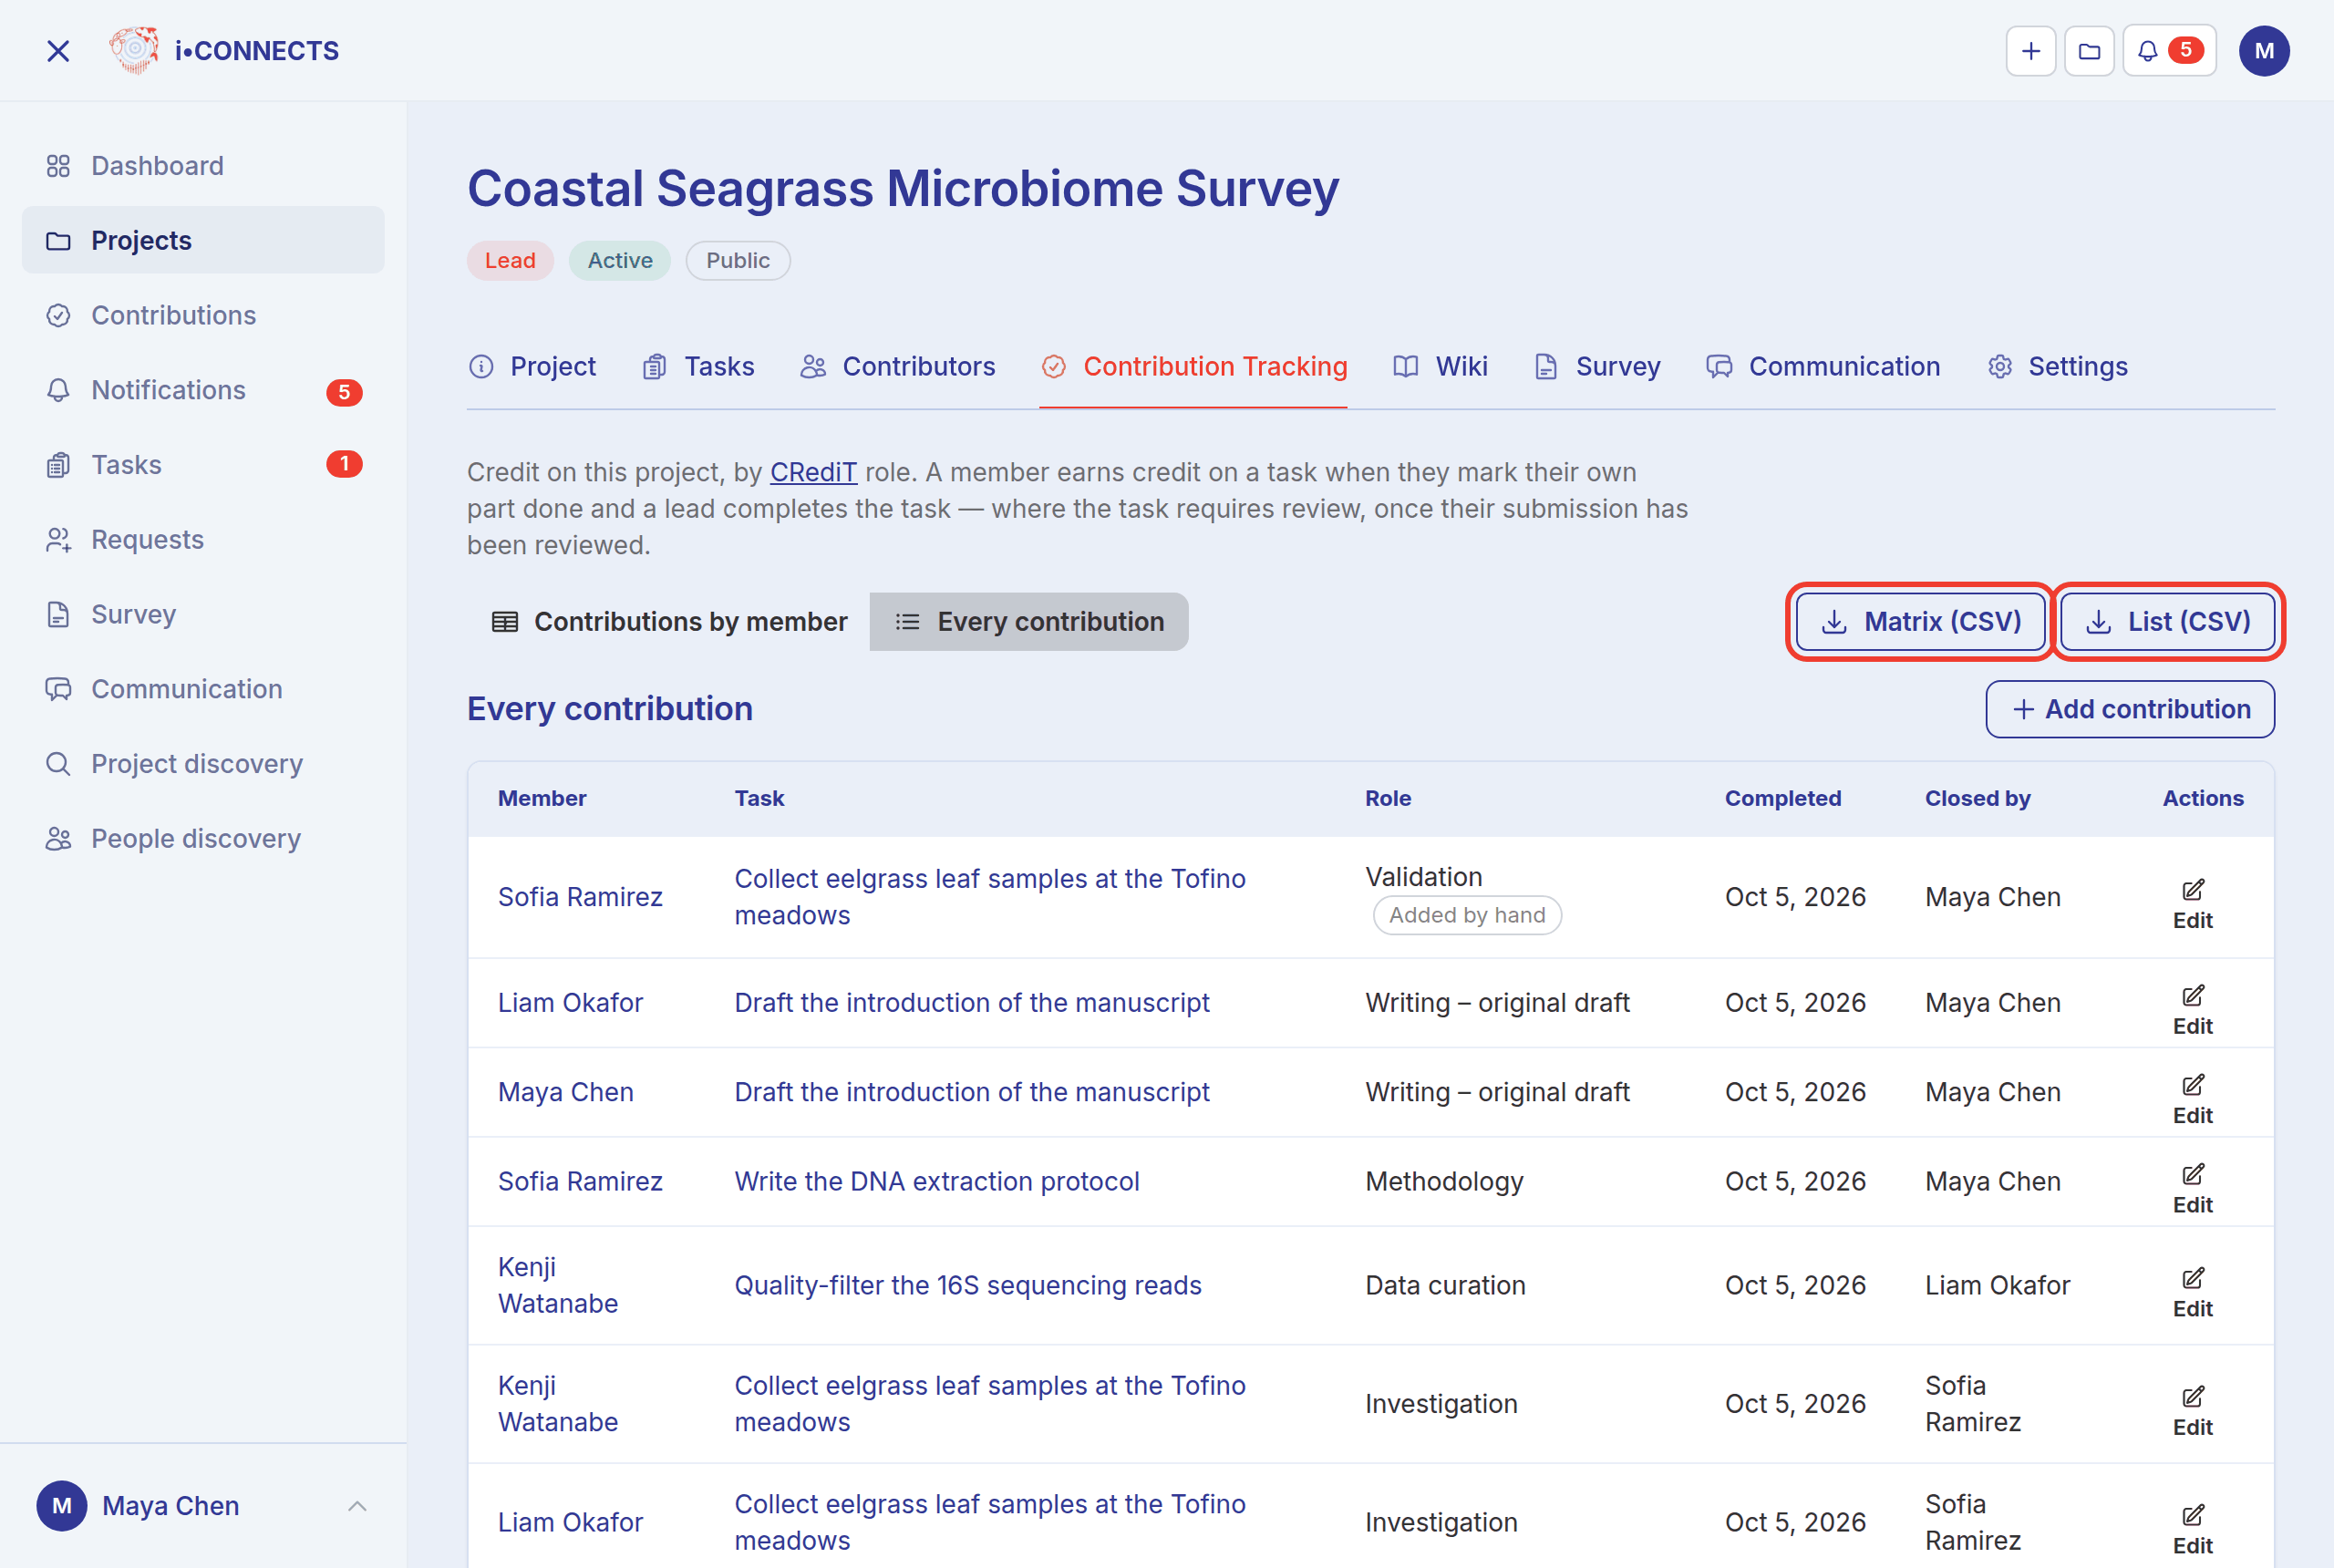 i•CONNECTS
5
M
Dashboard
Projects
Contributions
Notifications 5
Tasks 1
Requests
Survey
Communication
Project discovery
People discovery
M Maya Chen
Coastal Seagrass Microbiome Survey
Lead Active Public
Project Tasks Contributors Contribution Tracking Wiki Survey Communication Settings
Credit on this project, by CRediT role. A member earns credit on a task when they mark their own
part done and a lead completes the task — where the task requires review, once their submission has
been reviewed.
Contributions by member Every contribution Matrix (CSV) List (CSV)
Every contribution + Add contribution
Member Task Role Completed Closed by Actions
Sofia Ramirez Collect eelgrass leaf samples at the Tofino meadows Validation Added by hand Oct 5, 2026 Maya Chen Edit
Liam Okafor Draft the introduction of the manuscript Writing – original draft Oct 5, 2026 Maya Chen Edit
Maya Chen Draft the introduction of the manuscript Writing – original draft Oct 5, 2026 Maya Chen Edit
Sofia Ramirez Write the DNA extraction protocol Methodology Oct 5, 2026 Maya Chen Edit
Kenji Watanabe Quality-filter the 16S sequencing reads Data curation Oct 5, 2026 Liam Okafor Edit
Kenji Watanabe Collect eelgrass leaf samples at the Tofino meadows Investigation Oct 5, 2026 Sofia Ramirez Edit
Liam Okafor Collect eelgrass leaf samples at the Tofino meadows Investigation Oct 5, 2026 Sofia Ramirez Edit